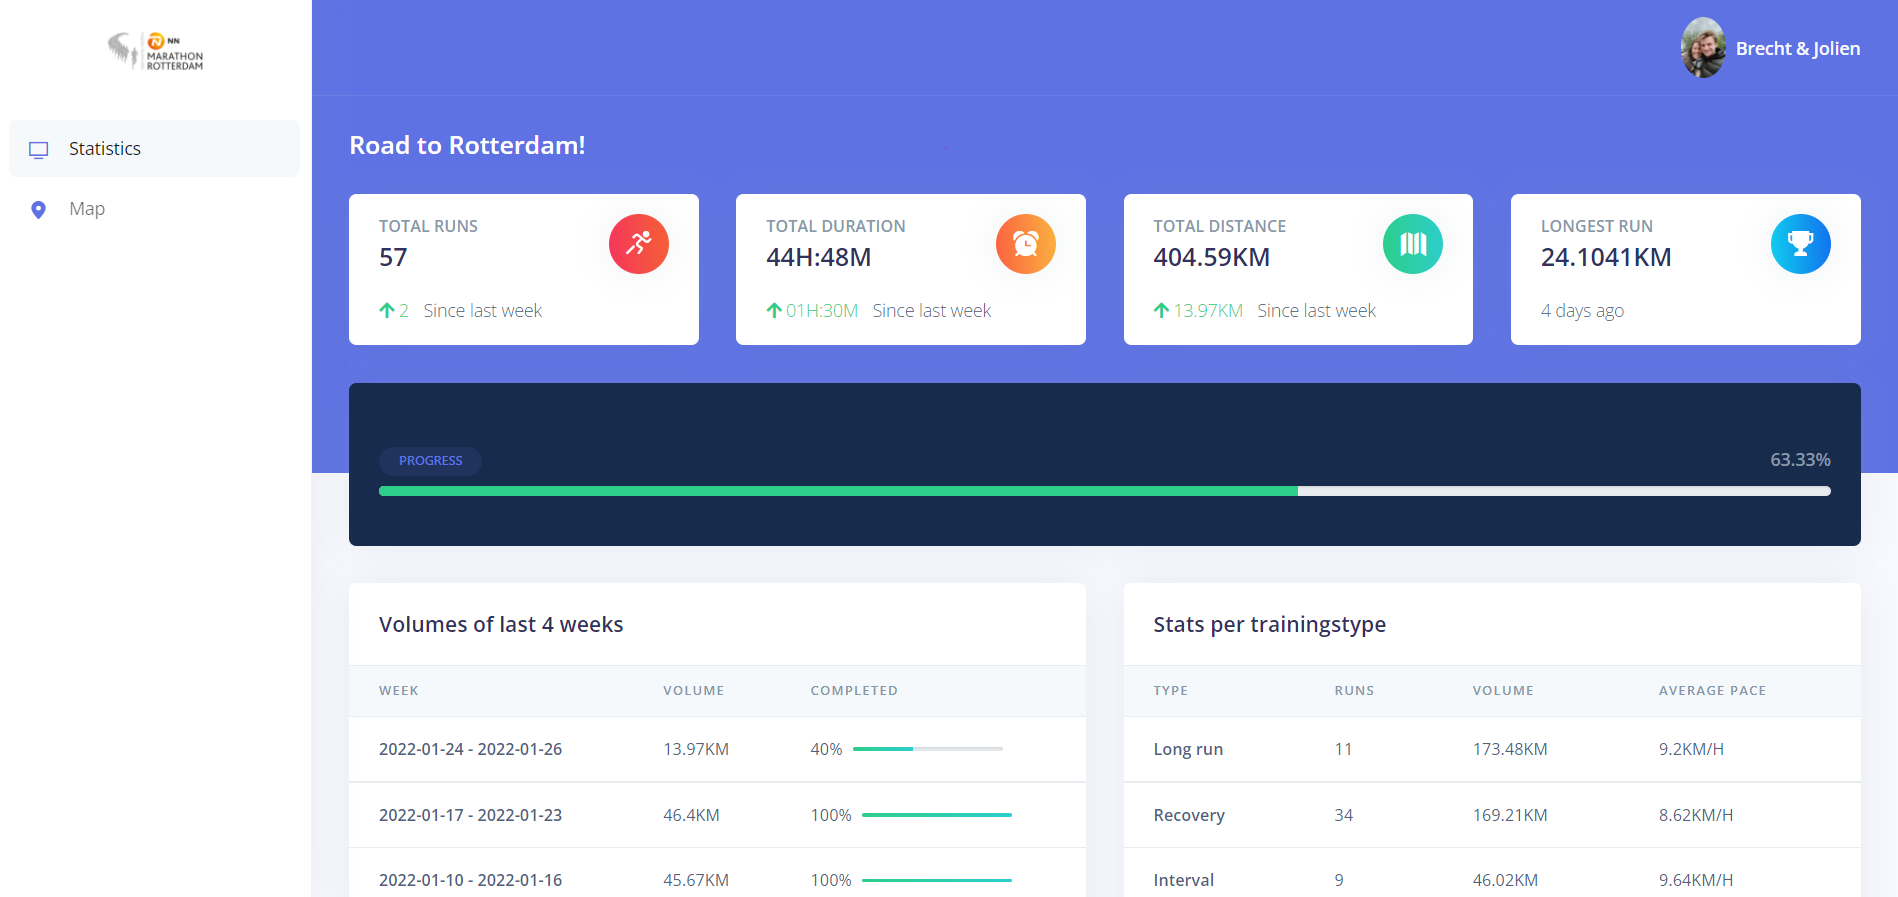 NN
MARATHON
ROTTERDAM
Brecht & Jolien
Statistics
Map
Road to Rotterdam!
TOTAL RUNS
57
2 Since last week
TOTAL DURATION
44H:48M
01H:30M Since last week
TOTAL DISTANCE
404.59KM
13.97KM Since last week
LONGEST RUN
24.1041KM
4 days ago
PROGRESS
63.33%
Volumes of last 4 weeks
WEEK VOLUME COMPLETED
2022-01-24 - 2022-01-26 13.97KM 40%
2022-01-17 - 2022-01-23 46.4KM 100%
2022-01-10 - 2022-01-16 45.67KM 100%
Stats per trainingstype
TYPE RUNS VOLUME AVERAGE PACE
Long run 11 173.48KM 9.2KM/H
Recovery 34 169.21KM 8.62KM/H
Interval 9 46.02KM 9.64KM/H